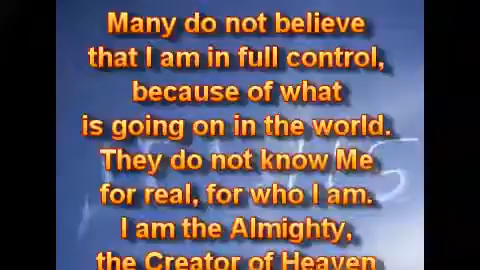 Many do not believe
that I am in full control,
because of what
is going on in the world.
They do not know Me
for real, for who I am.
I am the Almighty,
the Creator of Heaven